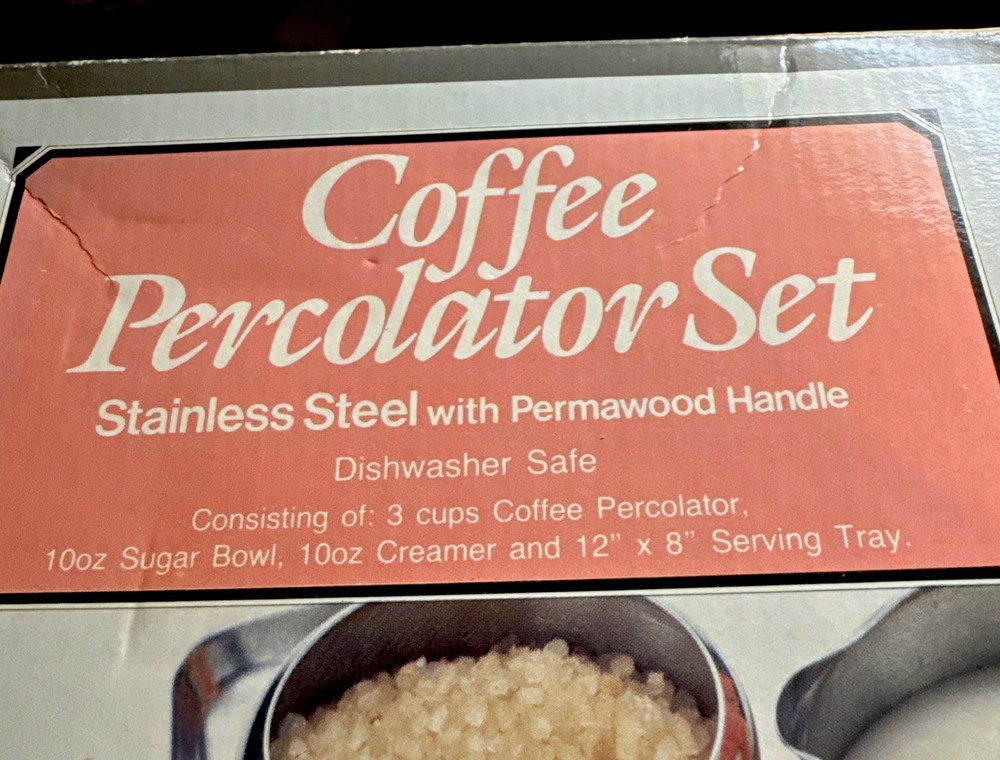 Coffee
Percolator Set
Stainless Steel with Permawood Handle
Dishwasher Safe
Consisting of: 3 cups Coffee Percolator,
10oz Sugar Bowl, 10oz Creamer and 12” x 8” Serving Tray.